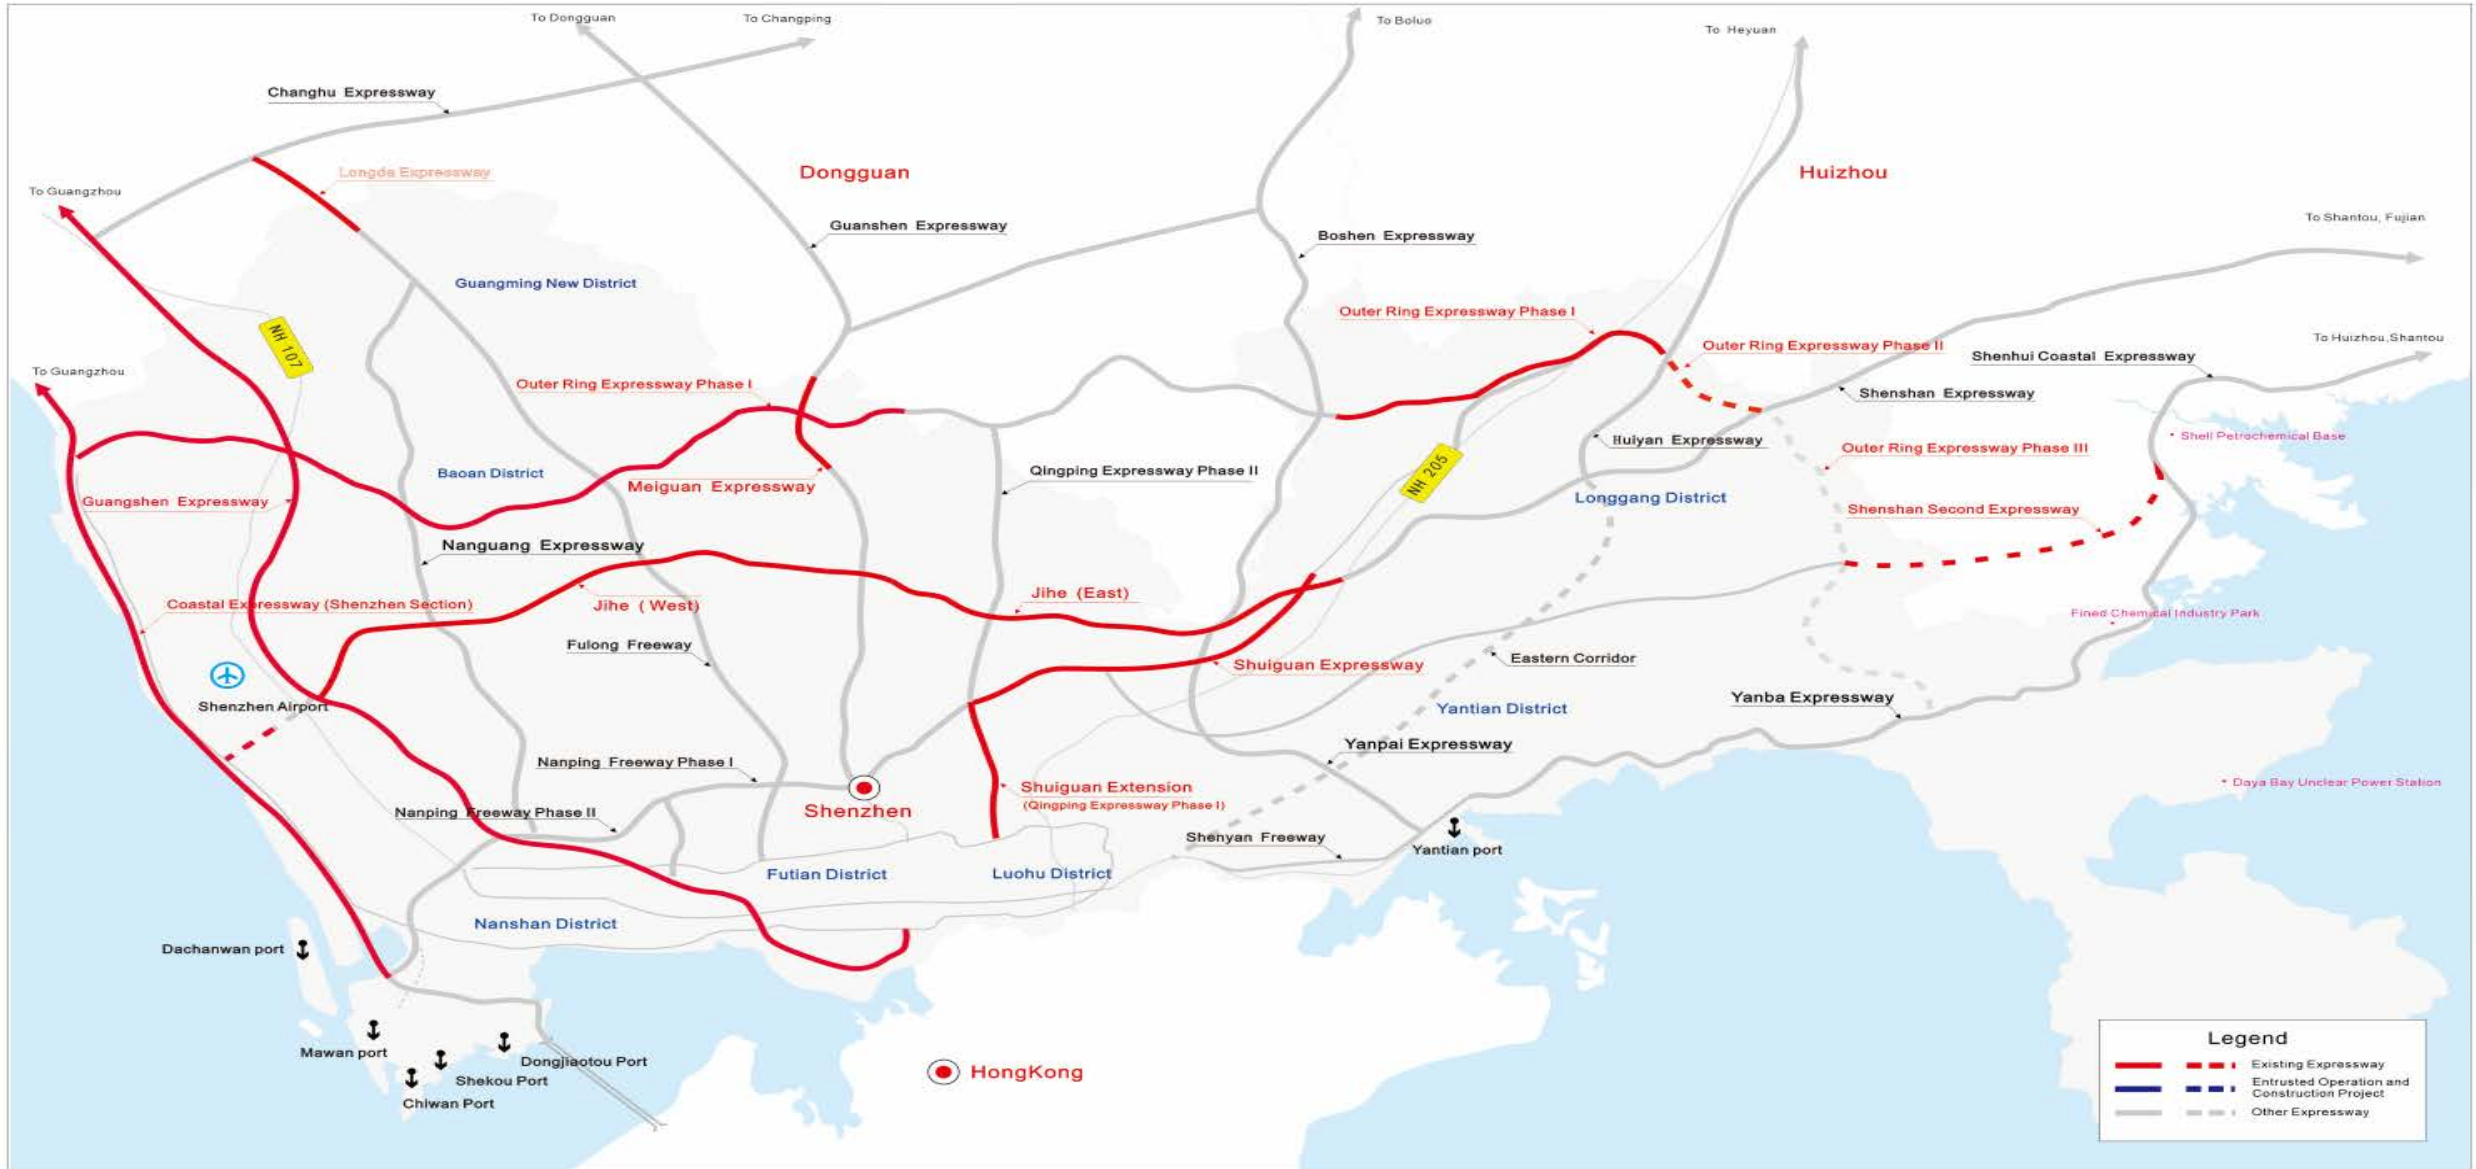 To Dongguan
To Changping
To Boluo
To Heyuan
Changhu Expressway
Longda Expressway
Dongguan
Huizhou
To Guangzhou
Guanshen Expressway
Boshen Expressway
To Shantou, Fujian
Guangming New District
Outer Ring Expressway Phase I
NH 107
Outer Ring Expressway Phase II
To Huizhou,Shantou
Shenhui Coastal Expressway
To Guangzhou
Outer Ring Expressway Phase I
Shenshan Expressway
Huiyan Expressway
Shell Petrochemical Base
Outer Ring Expressway Phase III
Baoan District
Qingping Expressway Phase II
NH 205
Meiguan Expressway
Guangshen Expressway
Longgang District
Shenshan Second Expressway
Nanguang Expressway
Coastal Expressway (Shenzhen Section)
Jihe ( West)
Jihe (East)
Fined Chemical Industry Park
Fulong Freeway
Shuiguan Expressway
Eastern Corridor
Shenzhen Airport
Yantian District
Yanba Expressway
Yanpai Expressway
Nanping Freeway Phase I
Shuiguan Extension
(Qingping Expressway Phase I)
Daya Bay Unclear Power Station
Nanping Freeway Phase II
Shenzhen
Shenyan Freeway
Yantian port
Futian District
Luohu District
Nanshan District
Dachanwan port
Mawan port
Dongjiaotou Port
Shekou Port
Chiwan Port
HongKong
Legend
Existing Expressway
Entrusted Operation and
Construction Project
Other Expressway